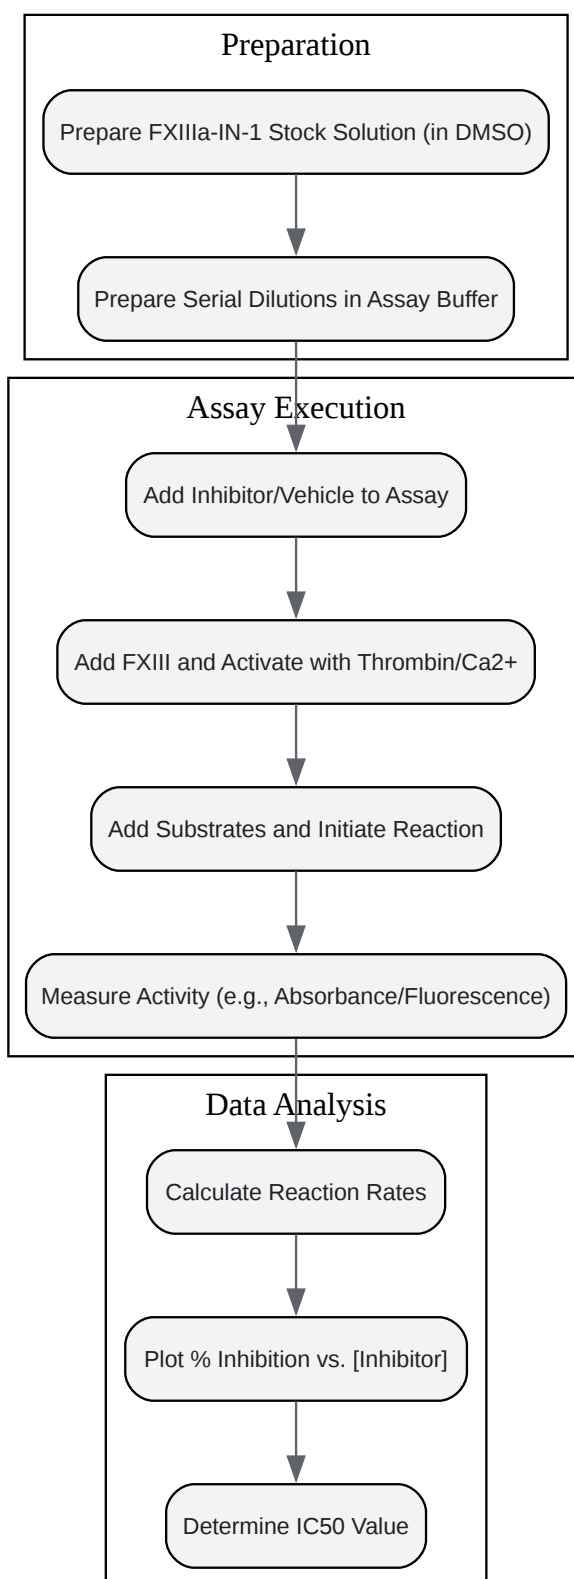 Preparation
Prepare FXIIIa-IN-1 Stock Solution (in DMSO)
Prepare Serial Dilutions in Assay Buffer
Assay Execution
Add Inhibitor/Vehicle to Assay
Add FXIII and Activate with Thrombin/Ca2+
Add Substrates and Initiate Reaction
Measure Activity (e.g., Absorbance/Fluorescence)
Data Analysis
Calculate Reaction Rates
Plot % Inhibition vs. [Inhibitor]
Determine IC50 Value